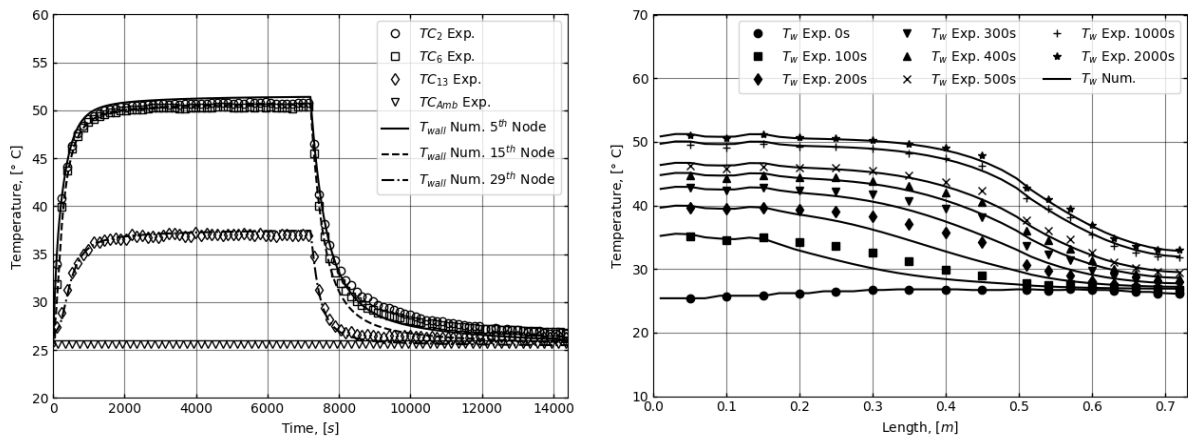 60
55
50
45
40
35
30
25
20
0
2000
4000
6000
8000
10000
12000
14000
Temperature, [° C]
Time, [s]
TC2 Exp.
TC6 Exp.
TC13 Exp.
TCAmb Exp.
Twall Num. 5th Node
Twall Num. 15th Node
Twall Num. 29th Node
70
60
50
40
30
20
10
0.0
0.1
0.2
0.3
0.4
0.5
0.6
0.7
Temperature, [° C]
Length, [m]
Tw Exp. 0s
Tw Exp. 100s
Tw Exp. 200s
Tw Exp. 300s
Tw Exp. 400s
Tw Exp. 500s
Tw Exp. 1000s
Tw Exp. 2000s
Tw Num.